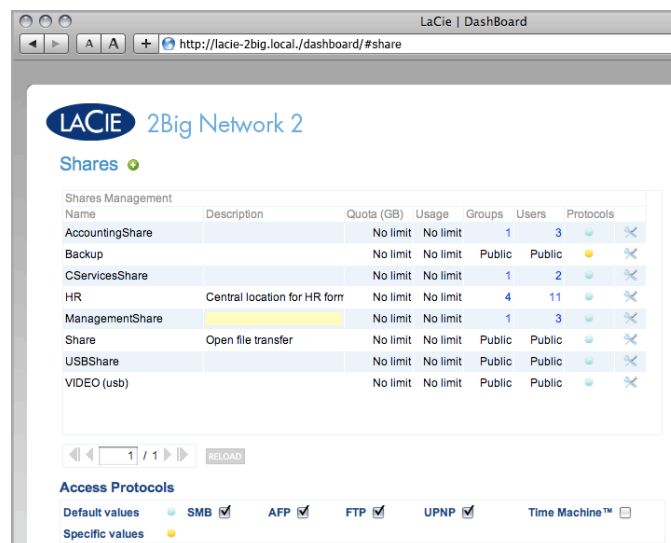 LaCie | DashBoard
A A + http://lacie-2big.local./dashboard/#share
LACIE 2Big Network 2
Shares
Shares Management
Name Description Quota (GB) Usage Groups Users Protocols
AccountingShare No limit No limit 1 3
Backup No limit No limit Public Public
CServicesShare No limit No limit 1 2
HR Central location for HR form No limit No limit 4 11
ManagementShare No limit No limit 1 3
Share Open file transfer No limit No limit Public Public
USBShare No limit No limit Public Public
VIDEO (usb) No limit No limit Public Public
1 / 1 RELOAD
Access Protocols
Default values SMB AFP FTP UPNP Time Machine™
Specific values